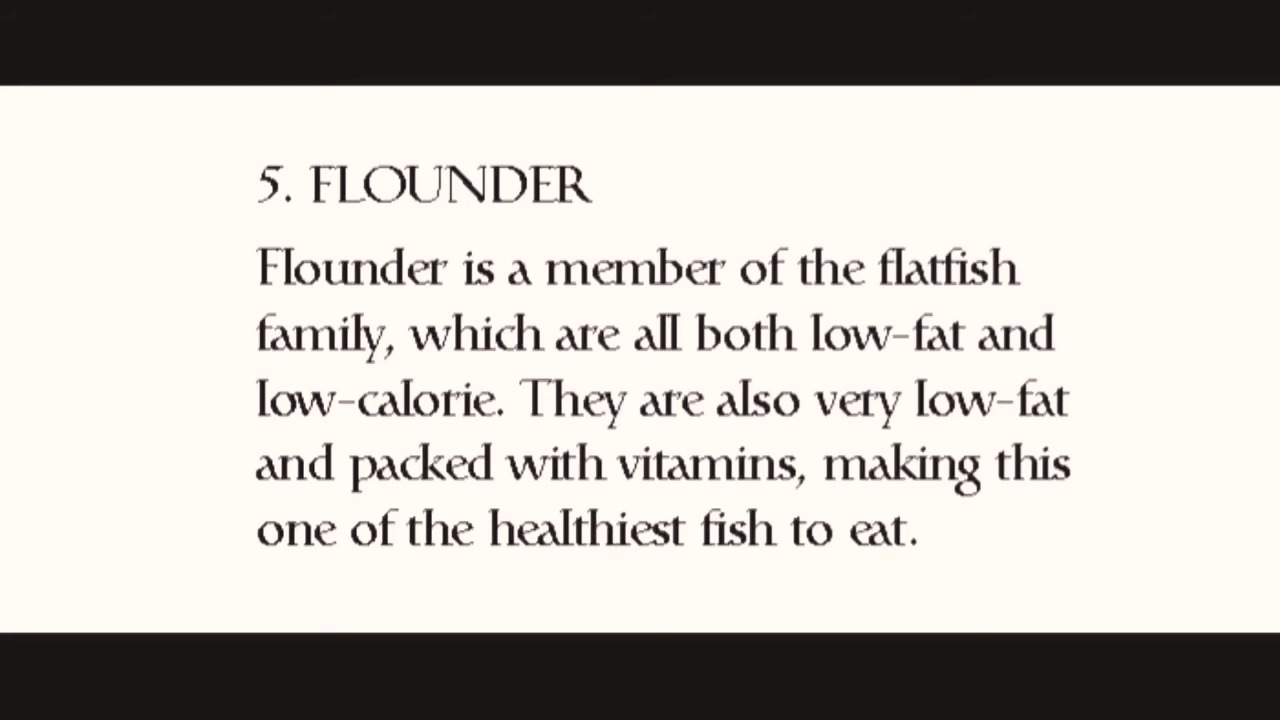 5. FLOUNDER
Flounder is a member of the flatfish
family, which are all both low-fat and
low-calorie. They are also very low-fat
and packed with vitamins, making this
one of the healthiest fish to eat.